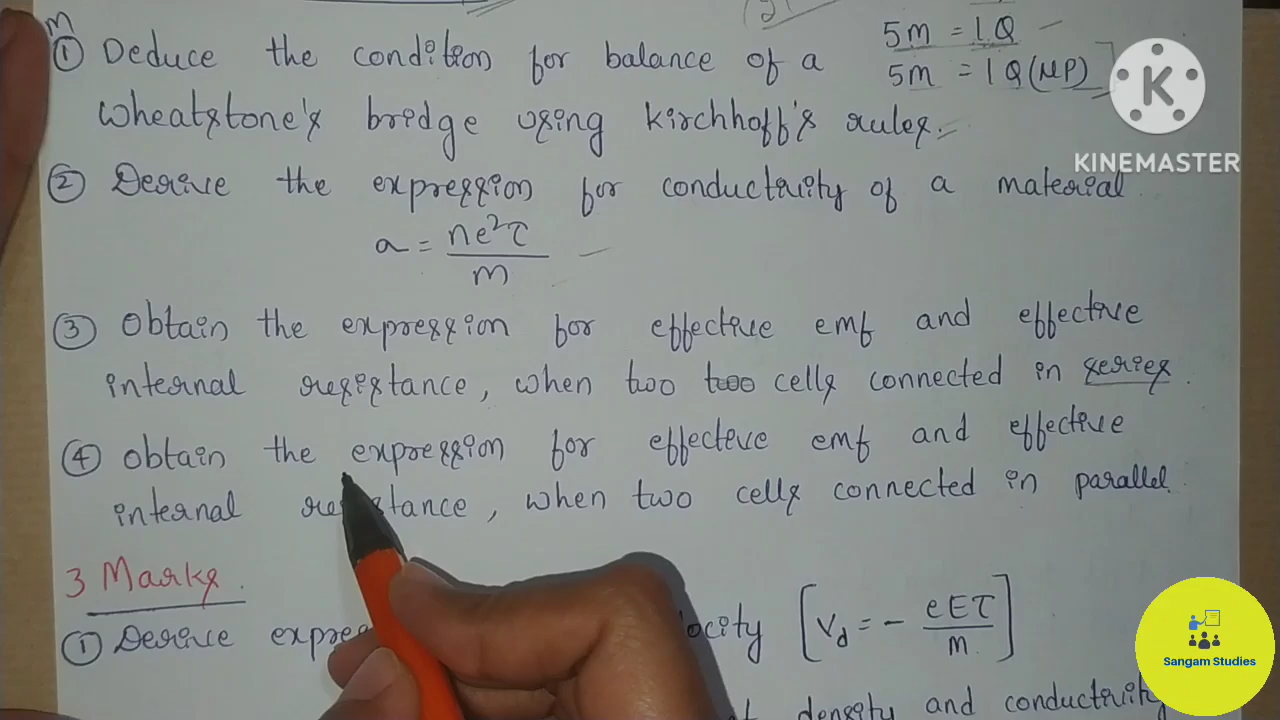 5m = 1Q
① Deduce the condition for balance of a
5m = 1Q (NP)
Wheatstone's bridge using Kirchhoff's rules.
② Derive the expression for conductivity of a material
= ne²τ
m
③ Obtain the expression for effective emf and effective
internal resistance, when two two cells connected in series.
④ Obtain the expression for effective emf and effective
internal, when two cells connected in parallel.
3 Marks.
① Derive [Vd = - eEτ
m]
density and conductivity
K
KINEMASTER
Sangam Studies